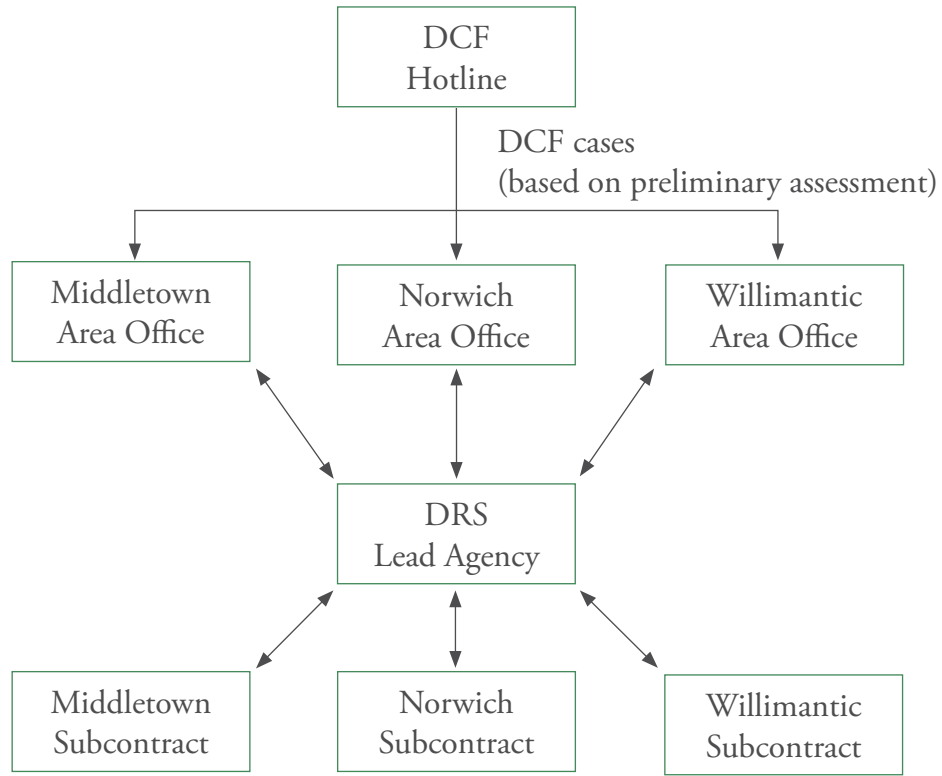 DCF
Hotline
DCF cases
(based on preliminary assessment)
Middletown
Area Office
Norwich
Area Office
Willimantic
Area Office
DRS
Lead Agency
Middletown
Subcontract
Norwich
Subcontract
Willimantic
Subcontract